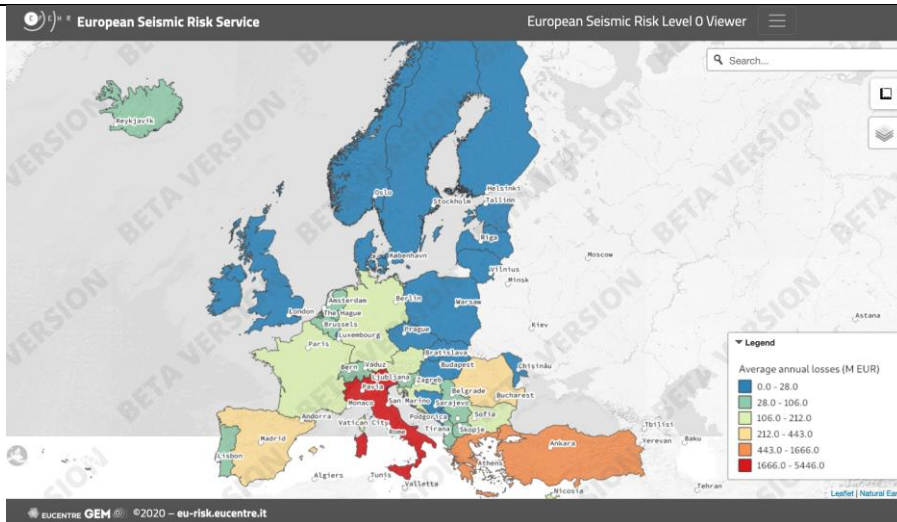 European Seismic Risk Service
European Seismic Risk Level 0 Viewer
Search...
BETA VERSION
Reykjavik
Helsinki
Oslo
Stockholm
Tallinn
Riga
København
Moscow
Vilnius
Minsk
Amsterdam
Berlin
Warsaw
London
The Hague
Brussels
Kiev
Astana
Luxembourg
Prague
Paris
Bratislava
Vaduz
Budapest
Chișinău
Bern
Ljubljana
Zagreb
Pavia
Belgrade
Monaco
San Marino
Sarajevo
Bucharest
Andorra
Podgorica
Sofia
Vatican City
Rome
Tirana
Skopje
Tbilisi
Madrid
Ankara
Yerevan
Baku
Lisbon
Athens
Algiers
Tunis
Valletta
Nicosia
Tehran
Legend
Average annual losses (M EUR)
0.0 - 28.0
28.0 - 106.0
106.0 - 212.0
212.0 - 443.0
443.0 - 1666.0
1666.0 - 5446.0
Leaflet | Natural Ear
EUCENTRE GEM ©2020 – eu-risk.eucentre.it